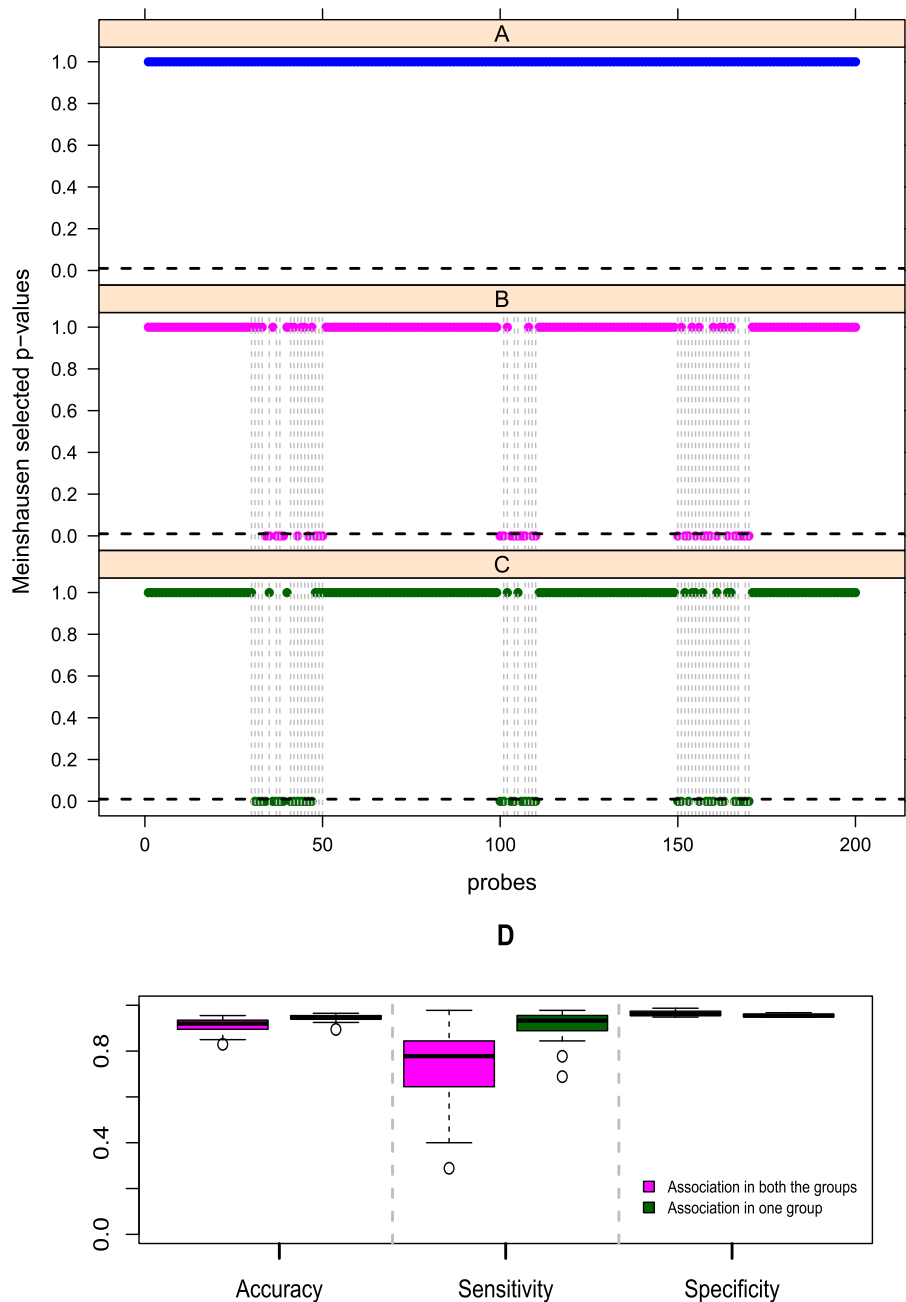 A
1.0
0.8
0.6
0.4
0.2
0.0
B
1.0
0.8
0.6
0.4
0.2
0.0
C
1.0
0.8
0.6
0.4
0.2
0.0
Meinshausen selected p−values
0 50 100 150 200
probes
D
0.8
0.4
0.0
Association in both the groups
Association in one group
Accuracy Sensitivity Specificity